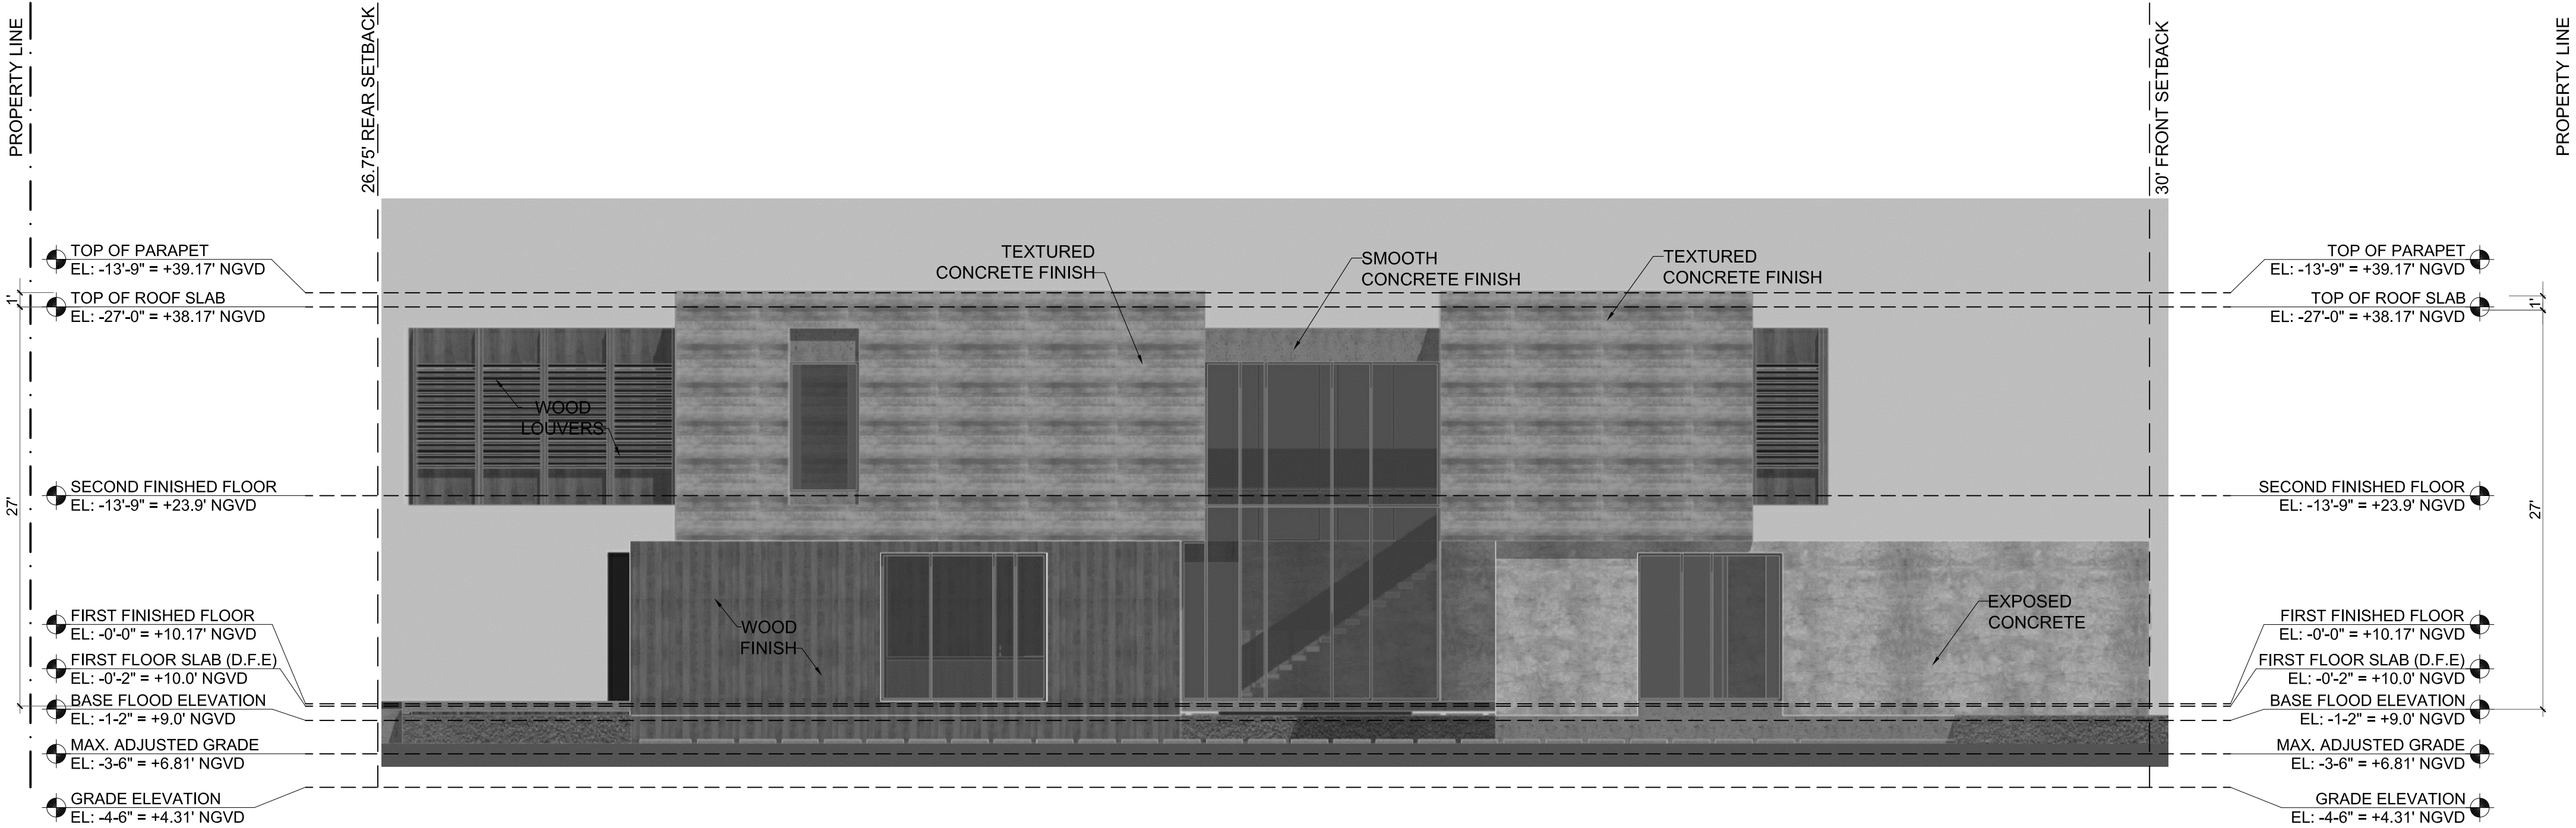 PROPERTY LINE
26.75' REAR SETBACK
30' FRONT SETBACK
PROPERTY LINE
TOP OF PARAPET
EL: -13'-9" = +39.17' NGVD
TOP OF ROOF SLAB
EL: -27'-0" = +38.17' NGVD
1'
SECOND FINISHED FLOOR
EL: -13'-9" = +23.9' NGVD
27'
FIRST FINISHED FLOOR
EL: -0'-0" = +10.17' NGVD
FIRST FLOOR SLAB (D.F.E)
EL: -0'-2" = +10.0' NGVD
BASE FLOOD ELEVATION
EL: -1-2" = +9.0' NGVD
MAX. ADJUSTED GRADE
EL: -3-6" = +6.81' NGVD
GRADE ELEVATION
EL: -4-6" = +4.31' NGVD
TEXTURED
CONCRETE FINISH
SMOOTH
CONCRETE FINISH
TEXTURED
CONCRETE FINISH
WOOD
LOUVERS
WOOD
FINISH
EXPOSED
CONCRETE
TOP OF PARAPET
EL: -13'-9" = +39.17' NGVD
TOP OF ROOF SLAB
EL: -27'-0" = +38.17' NGVD
1'
SECOND FINISHED FLOOR
EL: -13'-9" = +23.9' NGVD
27'
FIRST FINISHED FLOOR
EL: -0'-0" = +10.17' NGVD
FIRST FLOOR SLAB (D.F.E)
EL: -0'-2" = +10.0' NGVD
BASE FLOOD ELEVATION
EL: -1-2" = +9.0' NGVD
MAX. ADJUSTED GRADE
EL: -3-6" = +6.81' NGVD
GRADE ELEVATION
EL: -4-6" = +4.31' NGVD